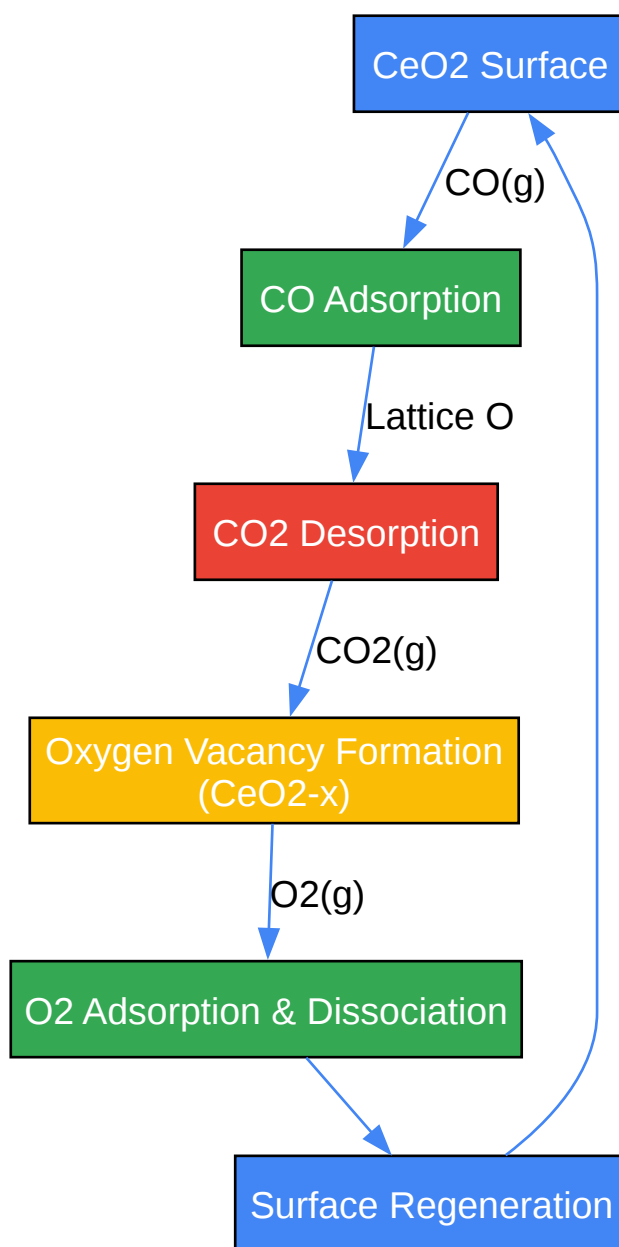 CeO2 Surface
CO(g)
CO Adsorption
Lattice O
CO2 Desorption
CO2(g)
Oxygen Vacancy Formation
(CeO2-x)
O2(g)
O2 Adsorption & Dissociation
Surface Regeneration